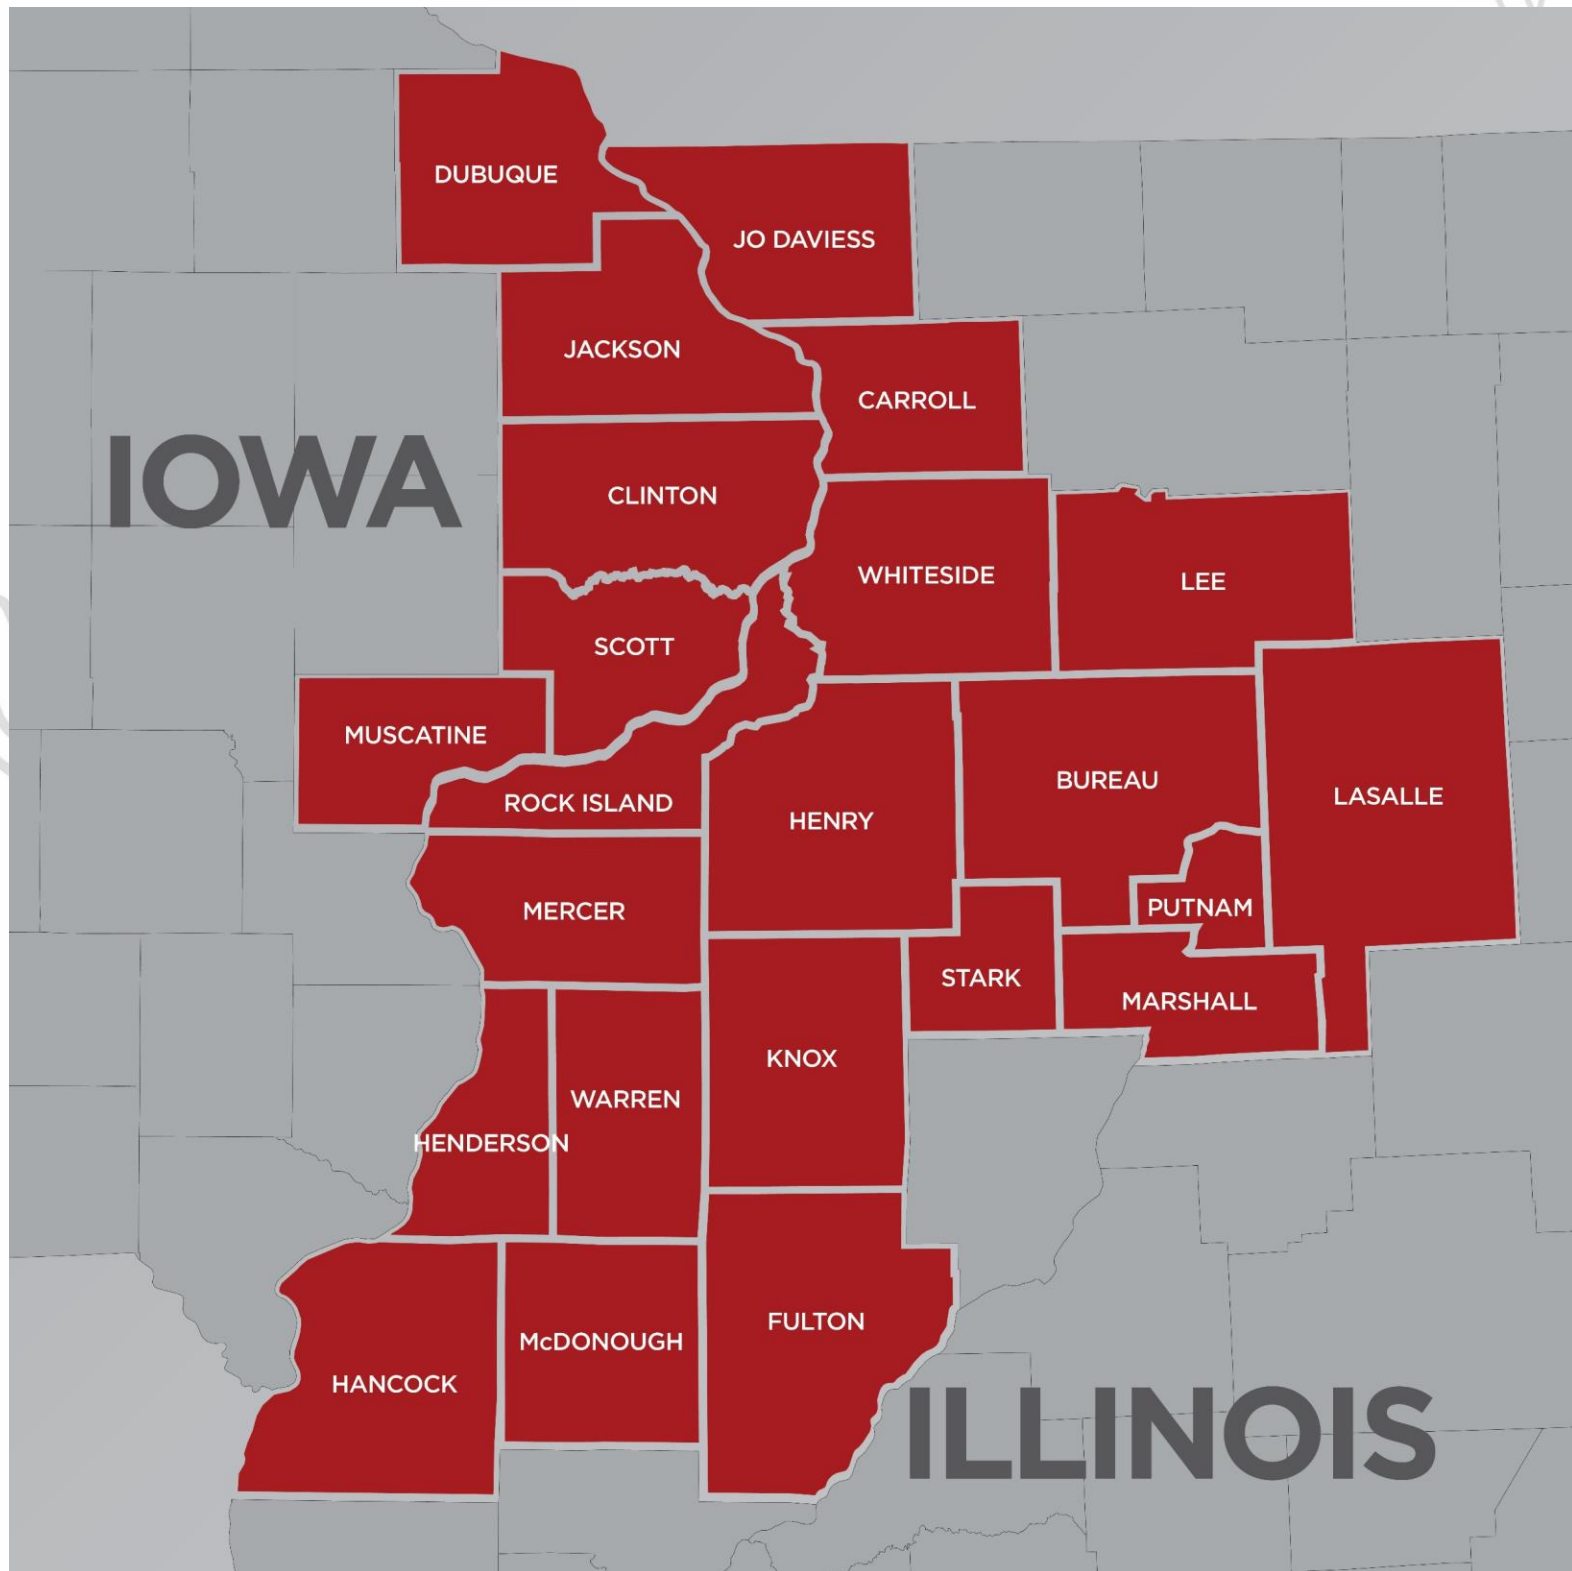 DUBUQUE
JO DAVIESS
JACKSON
CARROLL
IOWA
CLINTON
WHITESIDE
LEE
SCOTT
MUSCATINE
ROCK ISLAND
HENRY
BUREAU
LASALLE
MERCER
PUTNAM
STARK
MARSHALL
KNOX
WARREN
HENDERSON
FULTON
McDONOUGH
HANCOCK
ILLINOIS